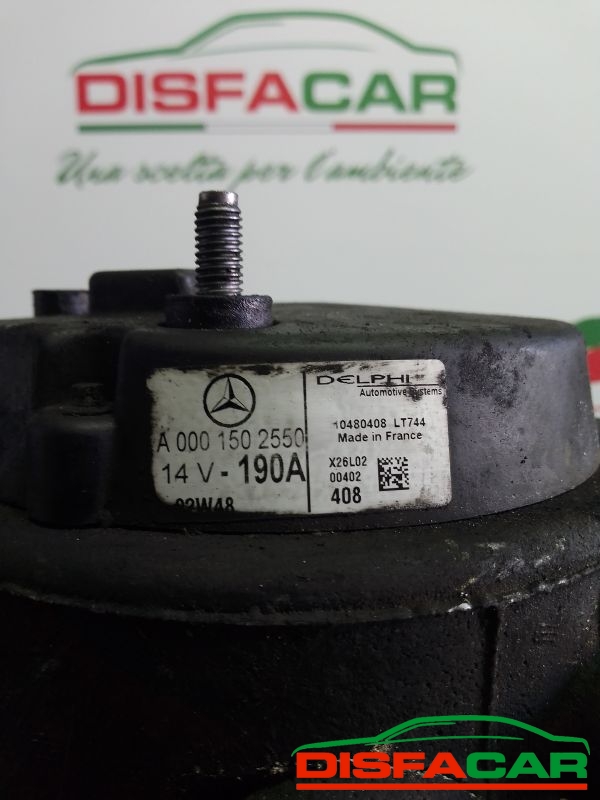 DISFACAR
Una scelta per l'ambiente
A 000 150 2550
14 V - 190A
02W48
DELPHI
Automotive Systems
10480408 LT744
Made in France
X26L02
00402
408
DISFACAR